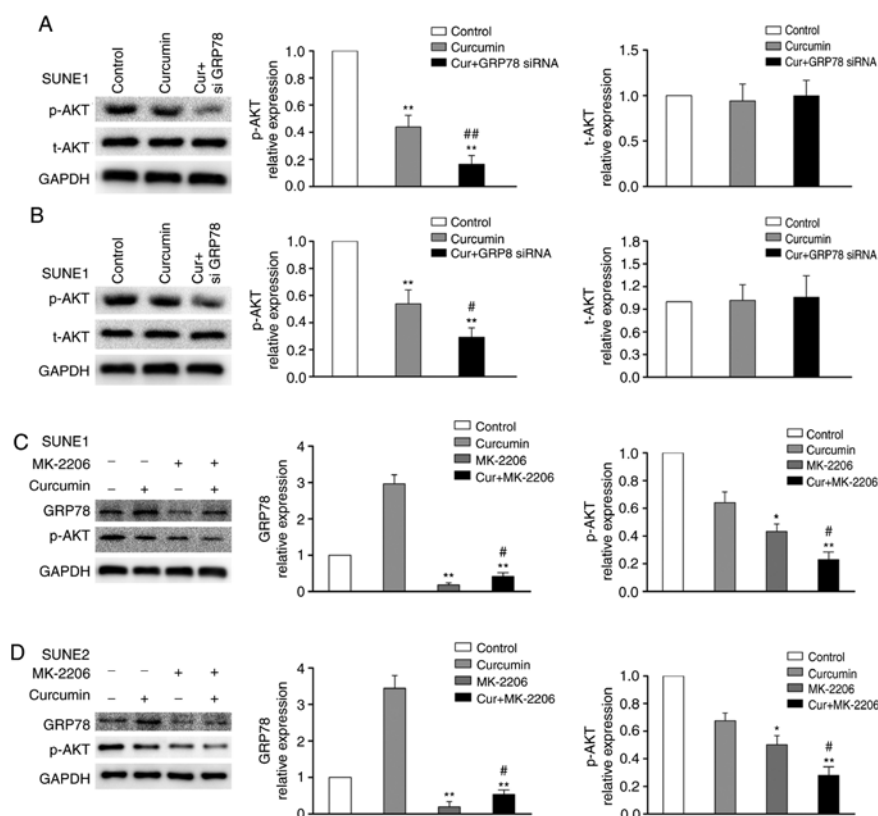 A
SUNE1
Control
Curcumin
Cur+
si GRP78
p-AKT
t-AKT
GAPDH
p-AKT
relative expression
1.0
0.8
0.6
0.4
0.2
0.0
**
##
**
Control
Curcumin
Cur+GRP78 siRNA
t-AKT
relative expression
1.5
1.0
0.5
0.0
Control
Curcumin
Cur+GRP78 siRNA
B
SUNE1
Control
Curcumin
Cur+
si GRP78
p-AKT
t-AKT
GAPDH
p-AKT
relative expression
1.0
0.8
0.6
0.4
0.2
0.0
**
#
**
Control
Curcumin
Cur+GRP8 siRNA
t-AKT
relative expression
1.8
1.5
1.2
0.9
0.6
0.3
0.0
Control
Curcumin
Cur+GRP78 siRNA
C
SUNE1
MK-2206 – – + +
Curcumin – + – +
GRP78
p-AKT
GAPDH
GRP78
relative expression
4
3
2
1
0
**
#
**
Control
Curcumin
MK-2206
Cur+MK-2206
p-AKT
relative expression
1.0
0.8
0.6
0.4
0.2
0.0
*
#
**
Control
Curcumin
MK-2206
Cur+MK-2206
D
SUNE2
MK-2206 – – + +
Curcumin – + – +
GRP78
p-AKT
GAPDH
GRP78
relative expression
4
3
2
1
0
**
#
**
Control
Curcumin
MK-2206
Cur+MK-2206
p-AKT
relative expression
1.0
0.8
0.6
0.4
0.2
0.0
*
#
**
Control
Curcumin
MK-2206
Cur+MK-2206